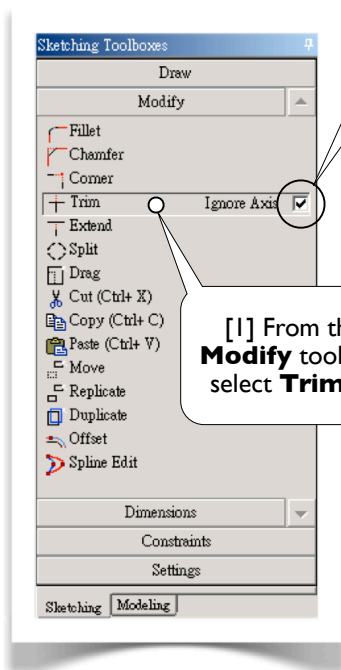 Sketching Toolboxes
Draw
Modify
Fillet
Chamfer
Corner
Trim Ignore Axis
Extend
Split
Drag
Cut (Ctrl+ X)
Copy (Ctrl+ C)
Paste (Ctrl+ V)
Move
Replicate
Duplicate
Offset
Spline Edit
[1] From th
Modify tool
select Trim
Dimensions
Constraints
Settings
Sketching Modeling